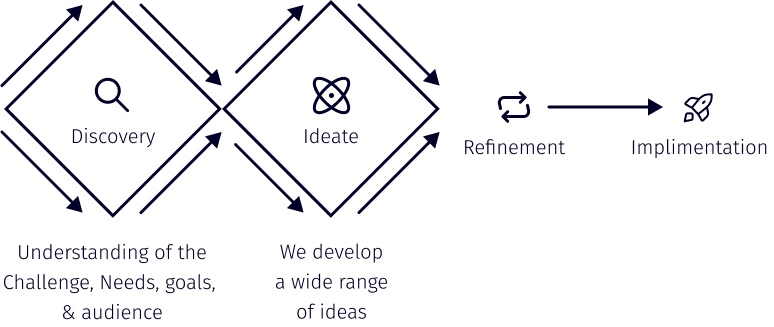 Discovery
Ideate
Refinement
Implimentation
Understanding of the
Challenge, Needs, goals,
& audience
We develop
a wide range
of ideas